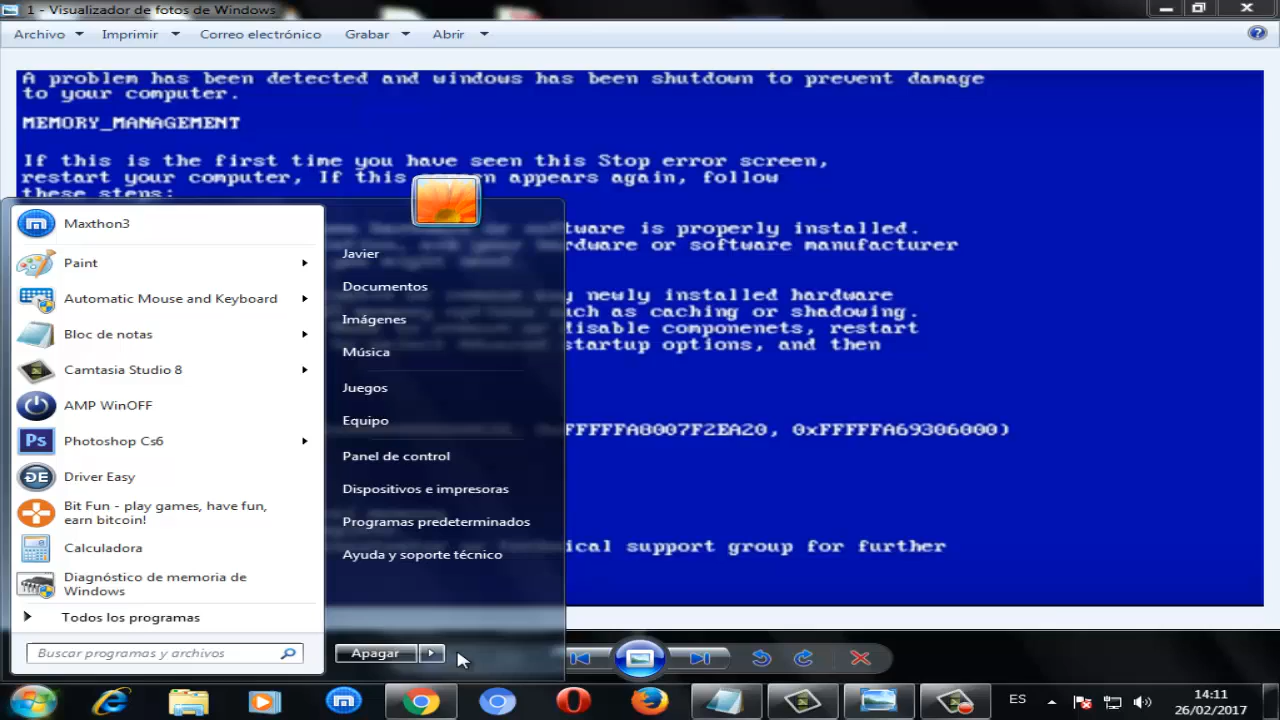 1 - Visualizador de fotos de Windows
Archivo Imprimir Correo electrónico Grabar Abrir
A problem has been detected and windows has been shutdown to prevent damage
to your computer.
MEMORY_MANAGEMENT
If this is the first time you have seen this Stop error screen,
restart your computer, If this appears again, follow
these steps:
software is properly installed.
hardware or software manufacturer
newly installed hardware
such as caching or shadowing.
disable componenets, restart
startup options, and then
FFFFFA8007F2EA20, 0xFFFFFA69306000)
technical support group for further
Maxthon3
Paint
Automatic Mouse and Keyboard
Bloc de notas
Camtasia Studio 8
AMP WinOFF
Ps Photoshop Cs6
DE Driver Easy
Bit Fun - play games, have fun,
earn bitcoin!
Calculadora
Diagnóstico de memoria de
Windows
Todos los programas
Buscar programas y archivos
Javier
Documentos
Imágenes
Música
Juegos
Equipo
Panel de control
Dispositivos e impresoras
Programas predeterminados
Ayuda y soporte técnico
Apagar
ES
14:11
26/02/2017